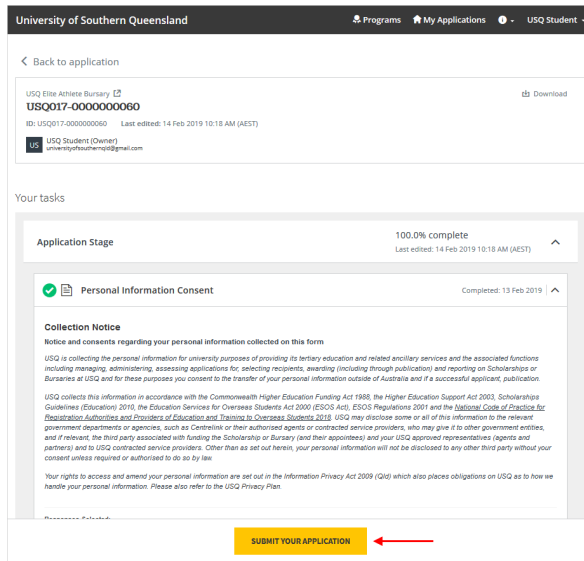 University of Southern Queensland
Programs My Applications USQ Student
Back to application
USQ Elite Athlete Bursary
Download
USQ017-0000000060
ID: USQ017-0000000060 Last edited: 14 Feb 2019 10:18 AM (AEST)
US
USQ Student (Owner)
universityofsouthernqld@gmail.com
Your tasks
Application Stage
100.0% complete
Last edited: 14 Feb 2019 10:18 AM (AEST)
Personal Information Consent
Completed: 13 Feb 2019
Collection Notice
Notice and consents regarding your personal information collected on this form
USQ is collecting the personal information for university purposes of providing its tertiary education and related ancillary services and the associated functions
including managing, administering, assessing applications for, selecting recipients, awarding (including through publication) and reporting on Scholarships or
Bursaries at USQ and for these purposes you consent to the transfer of your personal information outside of Australia and if a successful applicant, publication.
USQ collects this information in accordance with the Commonwealth Higher Education Funding Act 1988, the Higher Education Support Act 2003, Scholarships
Guidelines (Education) 2010, the Education Services for Overseas Students Act 2000 (ESOS Act), ESOS Regulations 2001 and the National Code of Practice for
Registration Authorities and Providers of Education and Training to Overseas Students 2018. USQ may disclose some or all of this information to the relevant
government departments or agencies, such as Centrelink or their authorised agents or contracted service providers, who may give it to other government entities,
and if relevant, the third party associated with funding the Scholarship or Bursary (and their appointees) and your USQ approved representatives (agents and
partners) and to USQ contracted service providers. Other than as set out herein, your personal information will not be disclosed to any other third party without your
consent unless required or authorised to do so by law.
Your rights to access and amend your personal information are set out in the Information Privacy Act 2009 (Qld) which also places obligations on USQ as to how we
handle your personal information. Please also refer to the USQ Privacy Plan.
SUBMIT YOUR APPLICATION